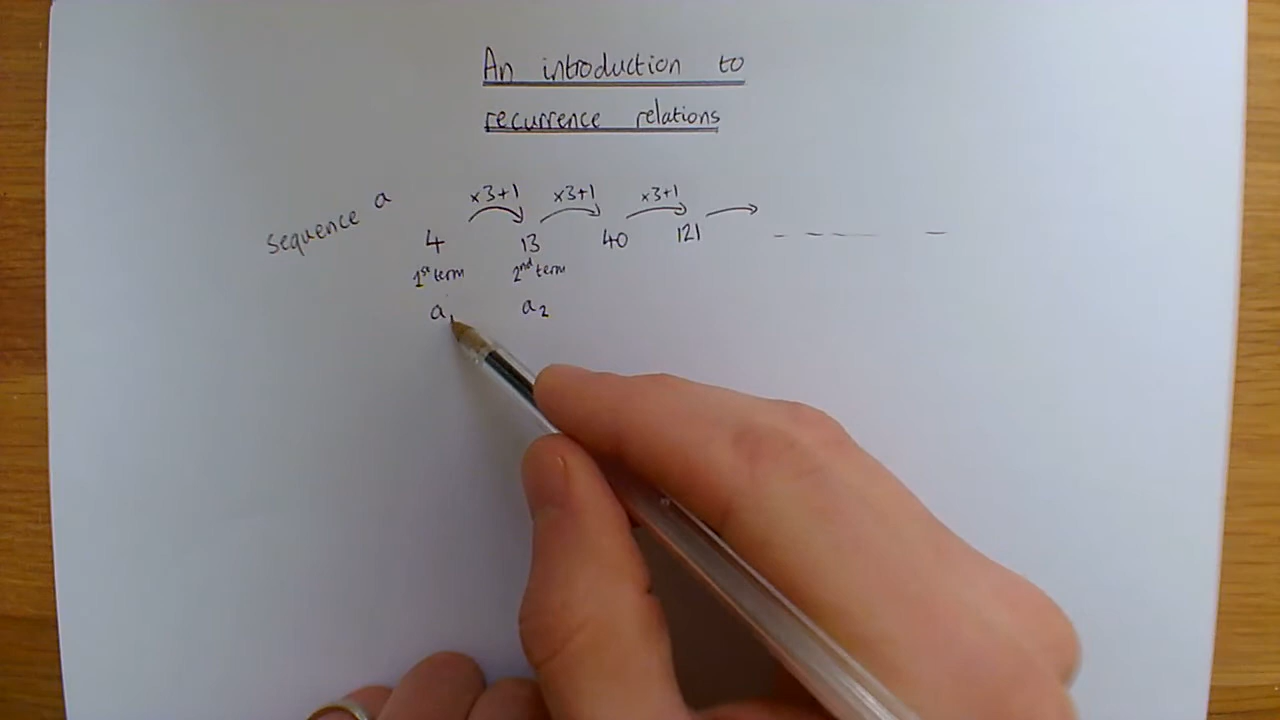 An introduction to
recurrence relations
sequence a
×3+1 ×3+1 ×3+1
4 13 40 121
1st term 2nd term
a1 a2